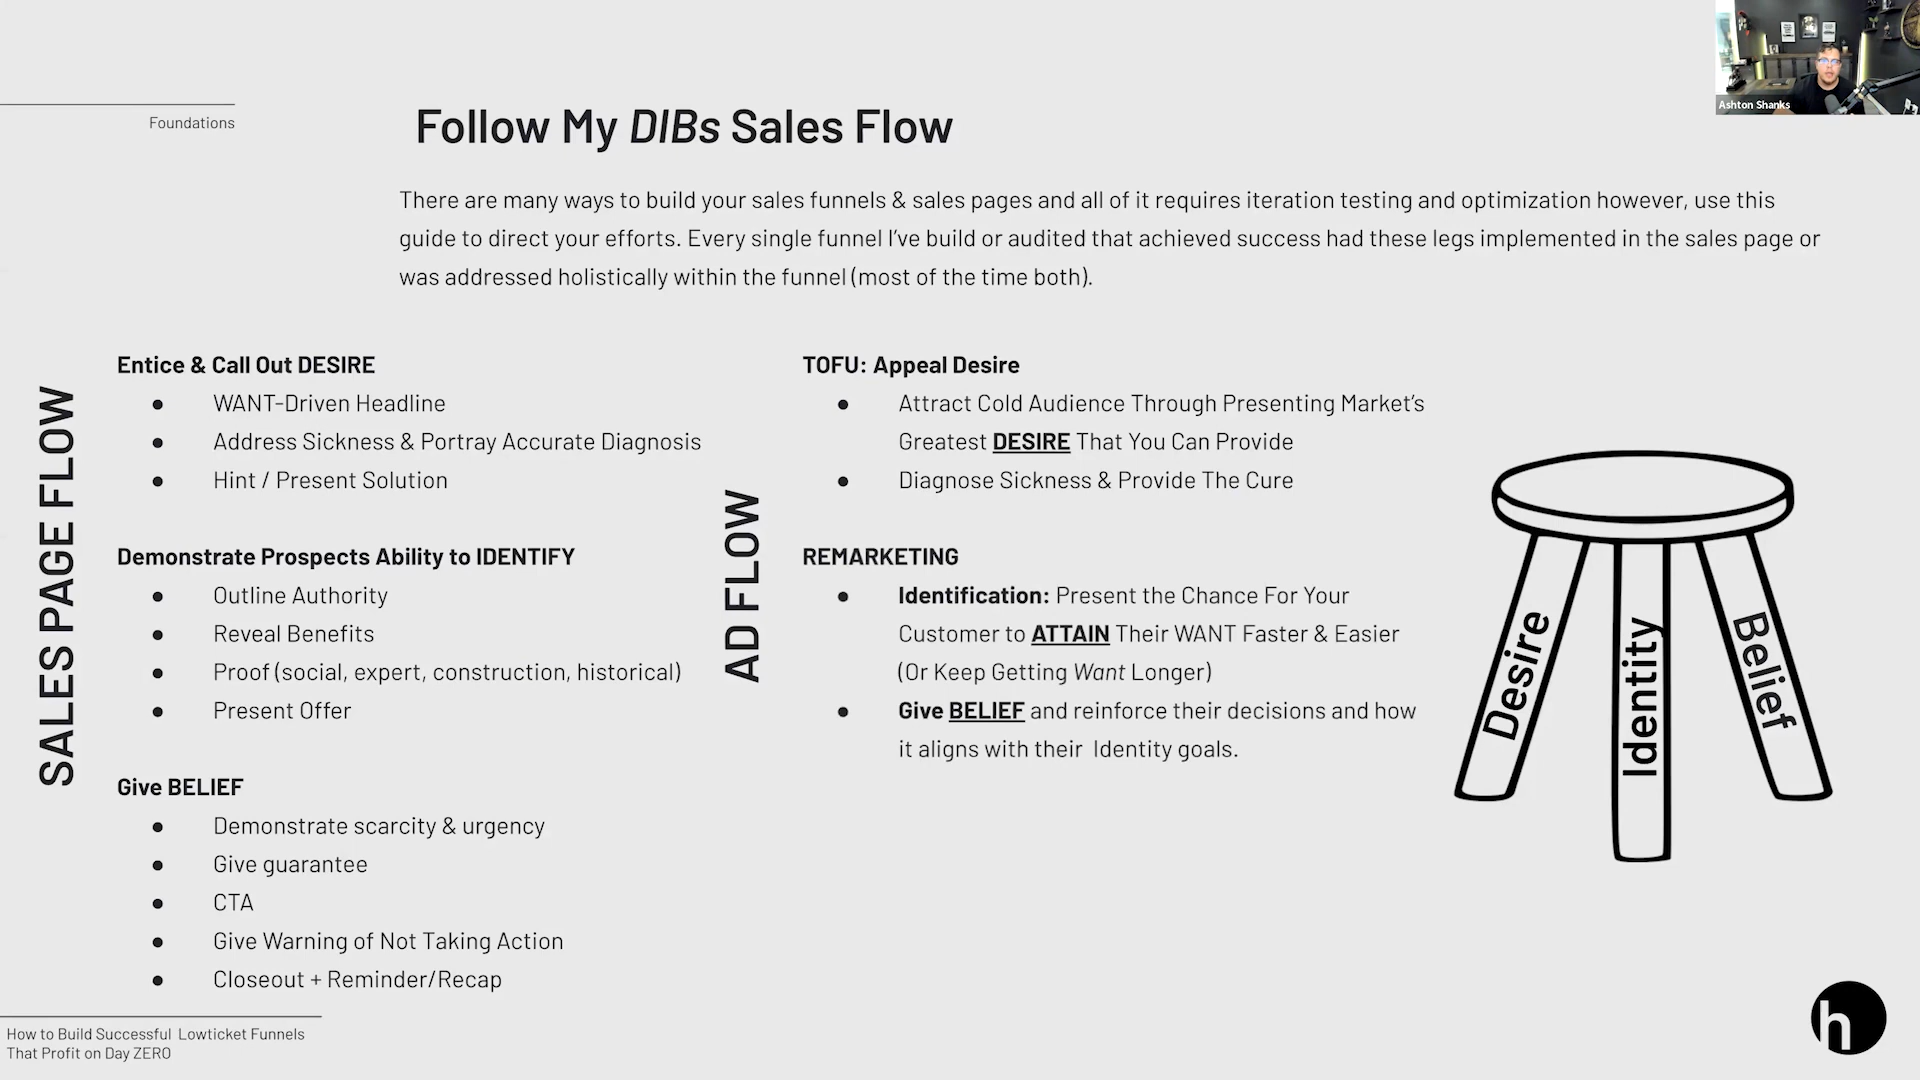 Ashton Shanks
Foundations
Follow My DIBs Sales Flow
There are many ways to build your sales funnels & sales pages and all of it requires iteration testing and optimization however, use this
guide to direct your efforts. Every single funnel I've build or audited that achieved success had these legs implemented in the sales page or
was addressed holistically within the funnel (most of the time both).
SALES PAGE FLOW
Entice & Call Out DESIRE
● WANT-Driven Headline
● Address Sickness & Portray Accurate Diagnosis
● Hint / Present Solution
Demonstrate Prospects Ability to IDENTIFY
● Outline Authority
● Reveal Benefits
● Proof (social, expert, construction, historical)
● Present Offer
Give BELIEF
● Demonstrate scarcity & urgency
● Give guarantee
● CTA
● Give Warning of Not Taking Action
● Closeout + Reminder/Recap
AD FLOW
TOFU: Appeal Desire
● Attract Cold Audience Through Presenting Market's
Greatest DESIRE That You Can Provide
● Diagnose Sickness & Provide The Cure
REMARKETING
● Identification: Present the Chance For Your
Customer to ATTAIN Their WANT Faster & Easier
(Or Keep Getting Want Longer)
● Give BELIEF and reinforce their decisions and how
it aligns with their Identity goals.
Desire
Identity
Belief
How to Build Successful Lowticket Funnels
That Profit on Day ZERO
h